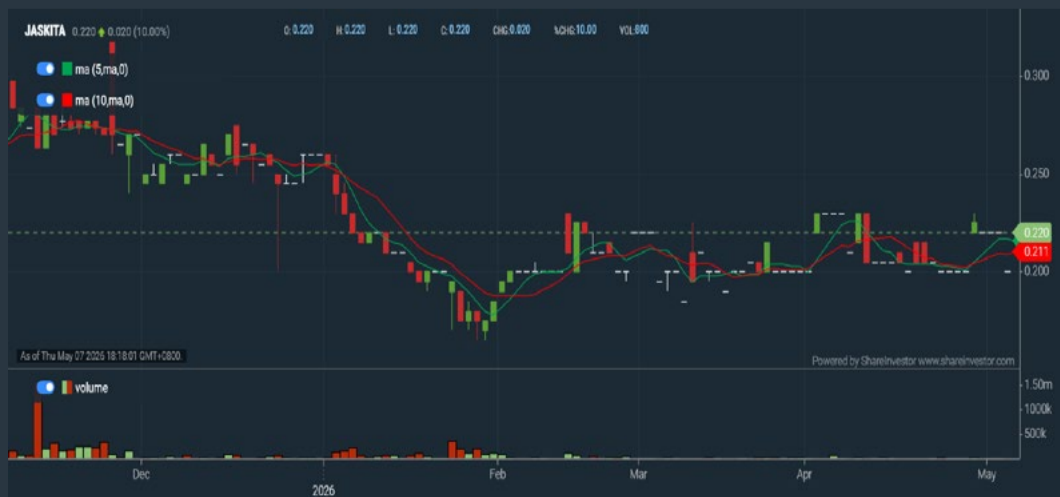 JASKITA 0.220 0.020 (10.00%) O: 0.220 H: 0.220 L: 0.220 C: 0.220 CHG:0.020 %CHG:10.00 VOL:800
ma (5,ma,0)
ma (10,ma,0)
0.300
0.250
0.220
0.211
0.200
As of Thu May 07 2026 18:18:01 GMT+0800.
Powered by ShareInvestor www.shareinvestor.com
volume
1.50m
1000k
500k
Dec Feb Mar Apr May
2026